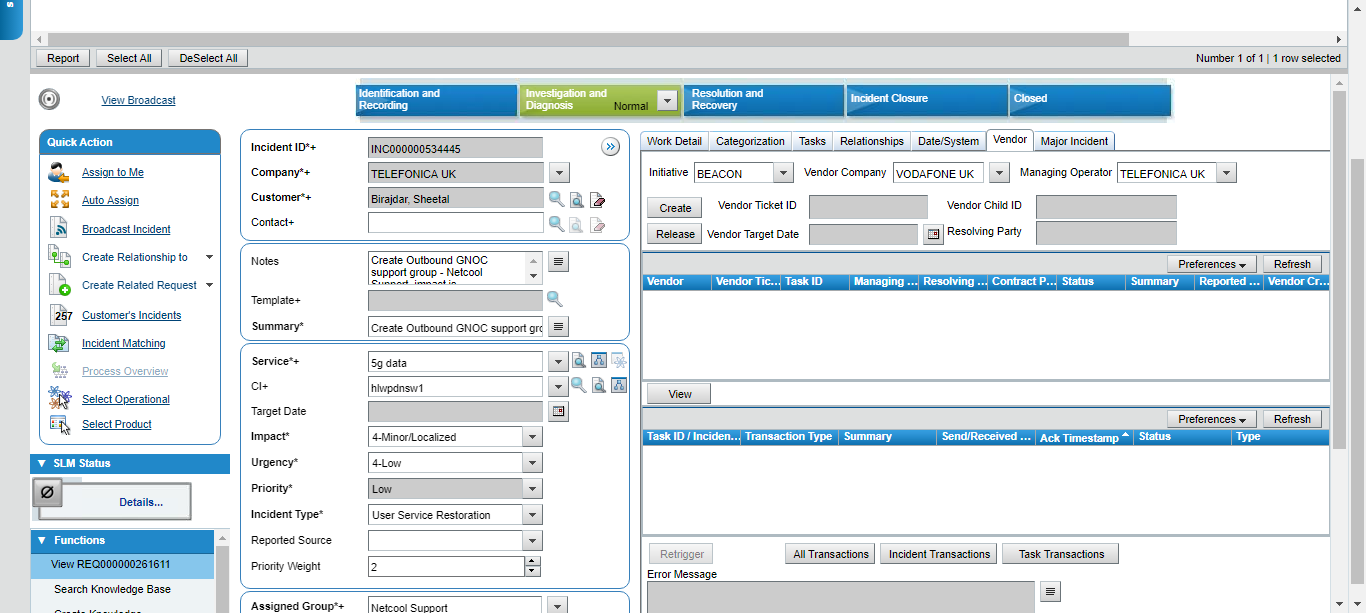 s
Report Select All DeSelect All Number 1 of 1 | 1 row selected
View Broadcast
Identification and Recording
Investigation and Diagnosis Normal
Resolution and Recovery
Incident Closure
Closed
Quick Action
Assign to Me
Auto Assign
Broadcast Incident
Create Relationship to
Create Related Request
257 Customer's Incidents
Incident Matching
Process Overview
Select Operational
Select Product
SLM Status
Details...
Functions
View REQ000000261611
Search Knowledge Base
Create Knowledge
Incident ID*+ INC000000534445
Company*+ TELEFONICA UK
Customer*+ Birajdar, Sheetal
Contact+
Notes Create Outbound GNOC
support group - Netcool
Support, impact is
Template+
Summary* Create Outbound GNOC support gro
Service*+ 5g data
CI+ hlwpdnsw1
Target Date
Impact* 4-Minor/Localized
Urgency* 4-Low
Priority* Low
Incident Type* User Service Restoration
Reported Source
Priority Weight 2
Assigned Group*+ Netcool Support
Work Detail Categorization Tasks Relationships Date/System Vendor Major Incident
Initiative BEACON Vendor Company VODAFONE UK Managing Operator TELEFONICA UK
Create Vendor Ticket ID Vendor Child ID
Release Vendor Target Date Resolving Party
Preferences Refresh
Vendor Vendor Tic... Task ID Managing ... Resolving ... Contract P... Status Summary Reported ... Vendor Cr...
View
Preferences Refresh
Task ID / Inciden... Transaction Type Summary Send/Received ... Ack Timestamp Status Type
Retrigger All Transactions Incident Transactions Task Transactions
Error Message